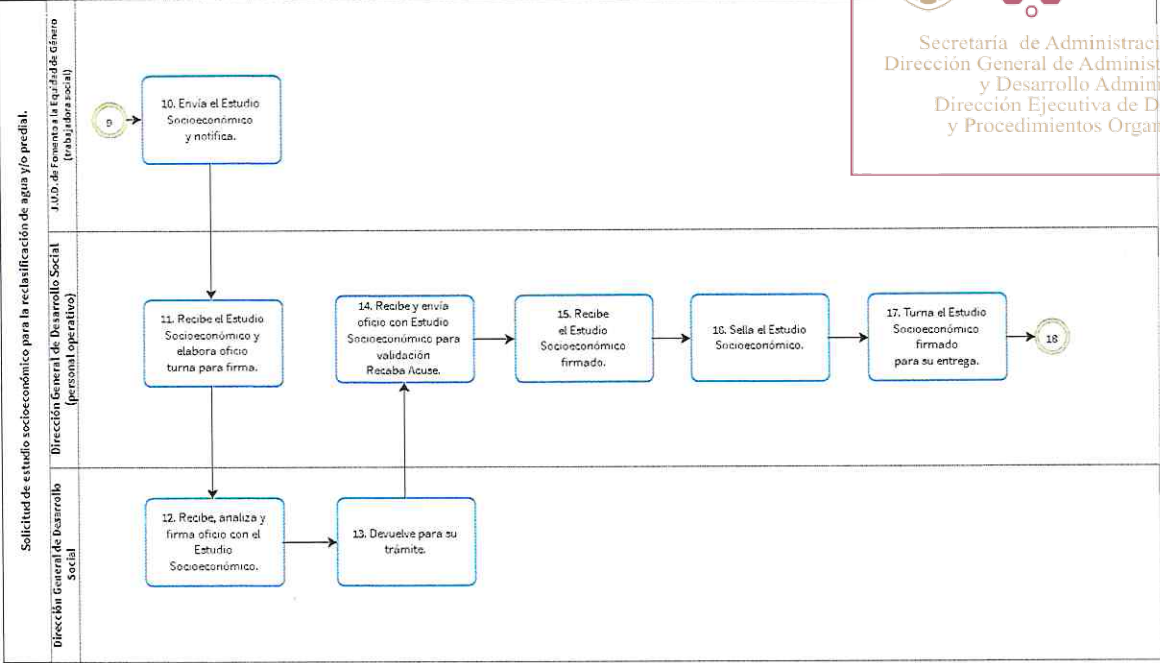 Secretaría de Administraci
Dirección General de Administ
y Desarrollo Admini
Dirección Ejecutiva de D
y Procedimientos Organ
Solicitud de estudio socioeconómico para la reclasificación de agua y/o predial.
J.U.D. de Fomento a la Equidad de Género
(trabajadora social)
9
10. Envía el Estudio
Socioeconómico
y notifica.
Dirección General de Desarrollo Social
(personal operativo)
11. Recibe el Estudio
Socioeconómico y
elabora oficio
turna para firma.
14. Recibe y envía
oficio con Estudio
Socioeconómico para
validación
Recaba Acuse.
15. Recibe
el Estudio
Socioeconómico
firmado.
16. Sella el Estudio
Socioeconómico.
17. Turna el Estudio
Socioeconómico
firmado
para su entrega.
18
Dirección General de Desarrollo
Social
12. Recibe, analiza y
firma oficio con el
Estudio
Socioeconómico.
13. Devuelve para su
trámite.